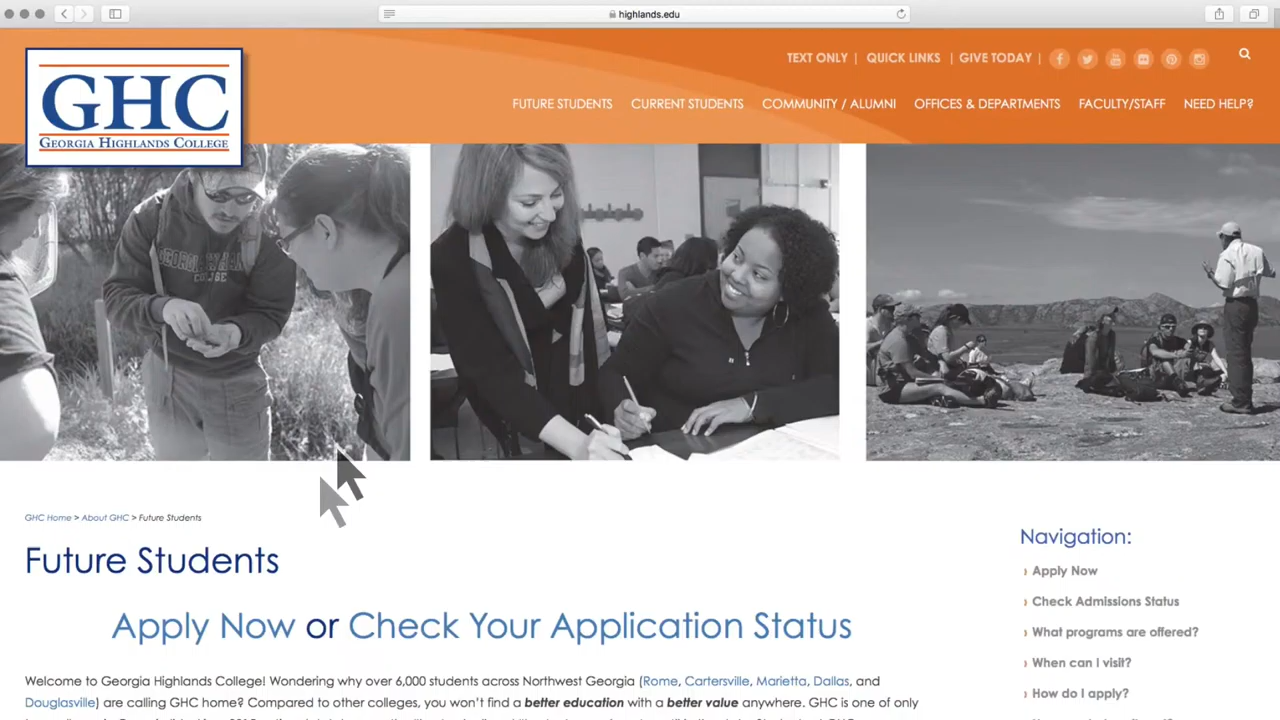 highlands.edu
GHC
GEORGIA HIGHLANDS COLLEGE
TEXT ONLY | QUICK LINKS | GIVE TODAY |
FUTURE STUDENTS CURRENT STUDENTS COMMUNITY / ALUMNI OFFICES & DEPARTMENTS FACULTY/STAFF NEED HELP?
GHC Home > About GHC > Future Students
Future Students
Apply Now or Check Your Application Status
Welcome to Georgia Highlands College! Wondering why over 6,000 students across Northwest Georgia (Rome, Cartersville, Marietta, Dallas, and
Douglasville) are calling GHC home? Compared to other colleges, you won't find a better education with a better value anywhere. GHC is one of only
Navigation:
› Apply Now
› Check Admissions Status
› What programs are offered?
› When can I visit?
› How do I apply?